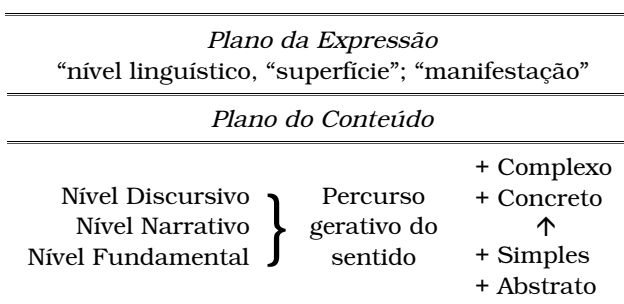 Plano da Expressão
“nível linguístico, “superfície”; “manifestação”
Plano do Conteúdo
+ Complexo
Nível Discursivo } Percurso + Concreto
Nível Narrativo gerativo do ↑
Nível Fundamental sentido + Simples
+ Abstrato